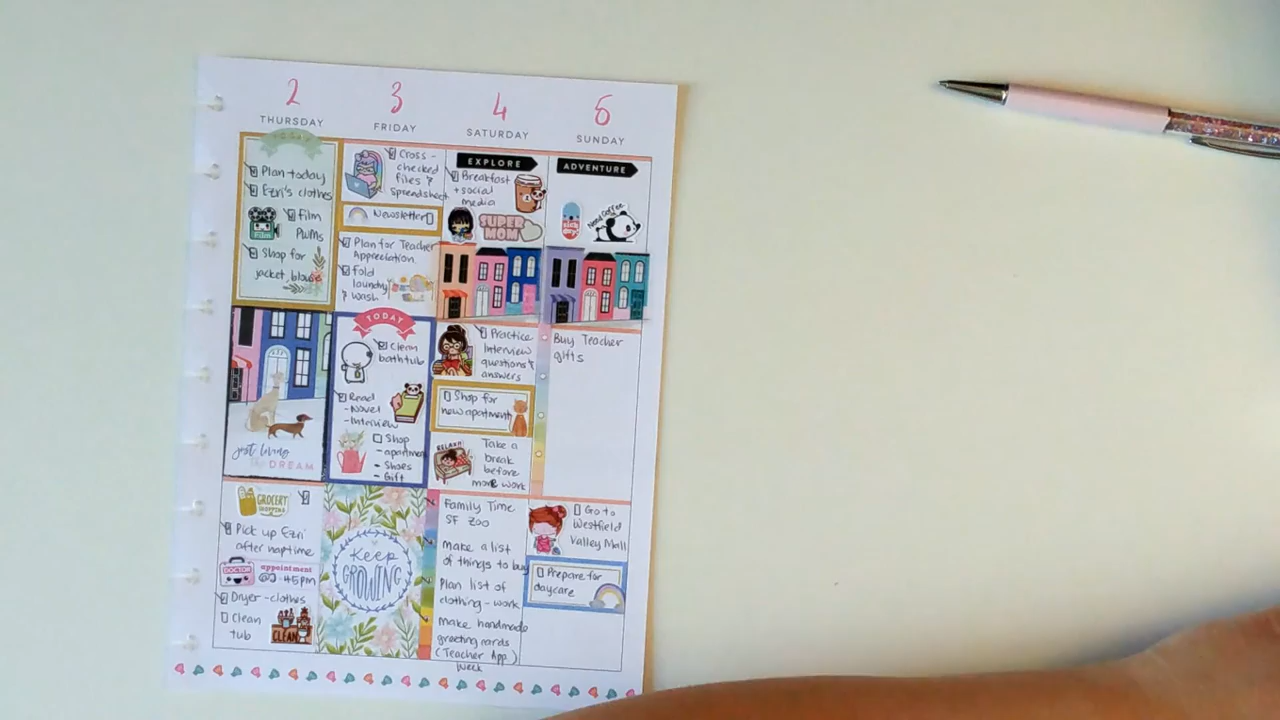 2
THURSDAY
Plan today
Ezri's clothes
film
PWMs
Film
Shop for
jacket, blouse
just living
the DREAM
GROCERY
SHOPPING
Pick up Ezri
after naptime
DOCTOR
appointment
45pm
Dryer - clothes
Clean
tub
CLEAN
3
FRIDAY
Cross-
checked
files &
spreadsheet
Newsletter
Plan for Teacher
Appreciation
fold
laundry
& wash
TODAY
Clean
bathtub
Read
- Novel
- Interview
Shop
- apartment
- Shoes
- Gift
Keep
GROWING
4
SATURDAY
EXPLORE
Breakfast
+ social
media
SUPER
MOM
Practice
Interview
questions &
answers
Shop for
new apartment
RELAX!
Take a
break
before
more work
Family Time
SF Zoo
Make a list
of things to buy
Plan list of
clothing - work
Make handmade
greeting cards
(Teacher App)
Week
5
SUNDAY
ADVENTURE
sick
day!
Need Coffee
Buy Teacher
gifts
Go to
Westfield
Valley Mall
Prepare for
daycare